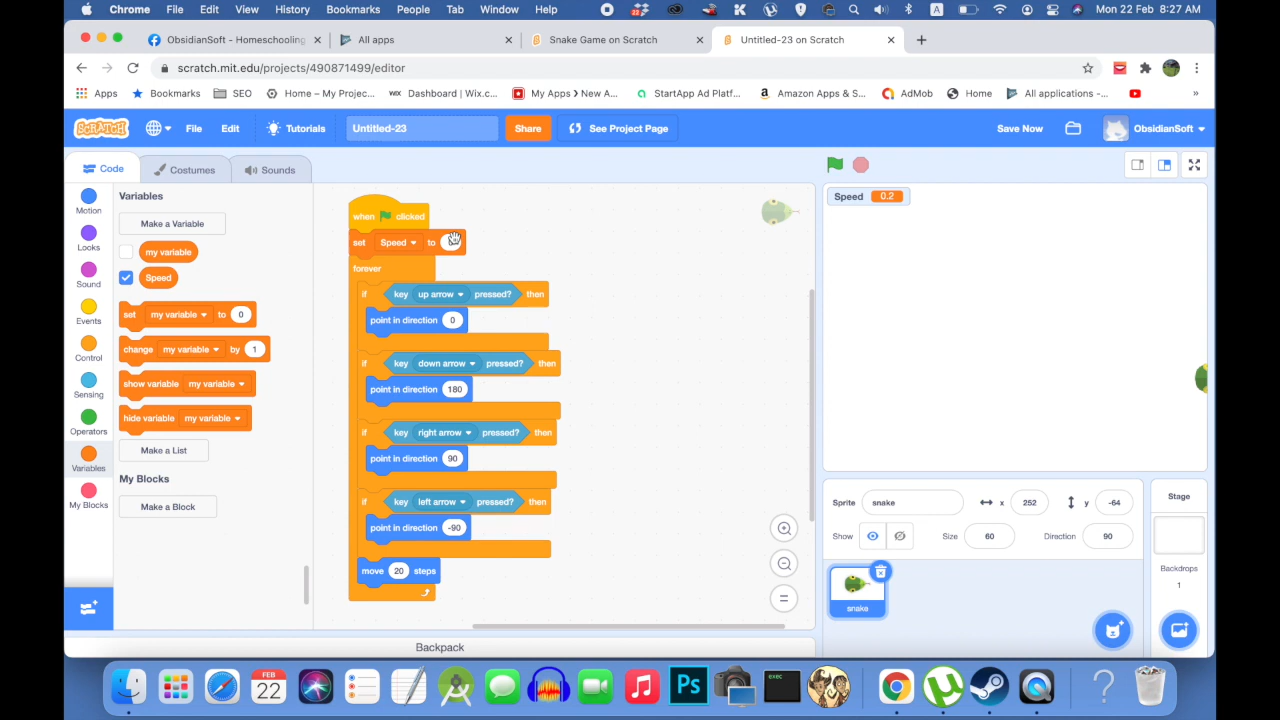 Chrome File Edit View History Bookmarks People Tab Window Help Mon 22 Feb 8:27 AM
ObsidianSoft - Homeschooling × All apps × Snake Game on Scratch × Untitled-23 on Scratch × +
scratch.mit.edu/projects/490871499/editor
Apps Bookmarks SEO Home – My Projec... WIX Dashboard | Wix.c... My Apps > New A... StartApp Ad Platf... a Amazon Apps & S... AdMob Home All applications -... »
SCRATCH File Edit Tutorials Untitled-23 Share See Project Page Save Now ObsidianSoft
Code Costumes Sounds
Motion
Looks
Sound
Events
Control
Sensing
Operators
Variables
My Blocks
Variables
Make a Variable
my variable
Speed
set my variable to 0
change my variable by 1
show variable my variable
hide variable my variable
Make a List
My Blocks
Make a Block
when clicked
set Speed to
forever
if key up arrow pressed? then
point in direction 0
if key down arrow pressed? then
point in direction 180
if key right arrow pressed? then
point in direction 90
if key left arrow pressed? then
point in direction -90
move 20 steps
Backpack
Speed 0.2
Sprite snake x 252 y -64
Show Size 60 Direction 90
snake
Stage
Backdrops
1
FEB
22
Ps
exec